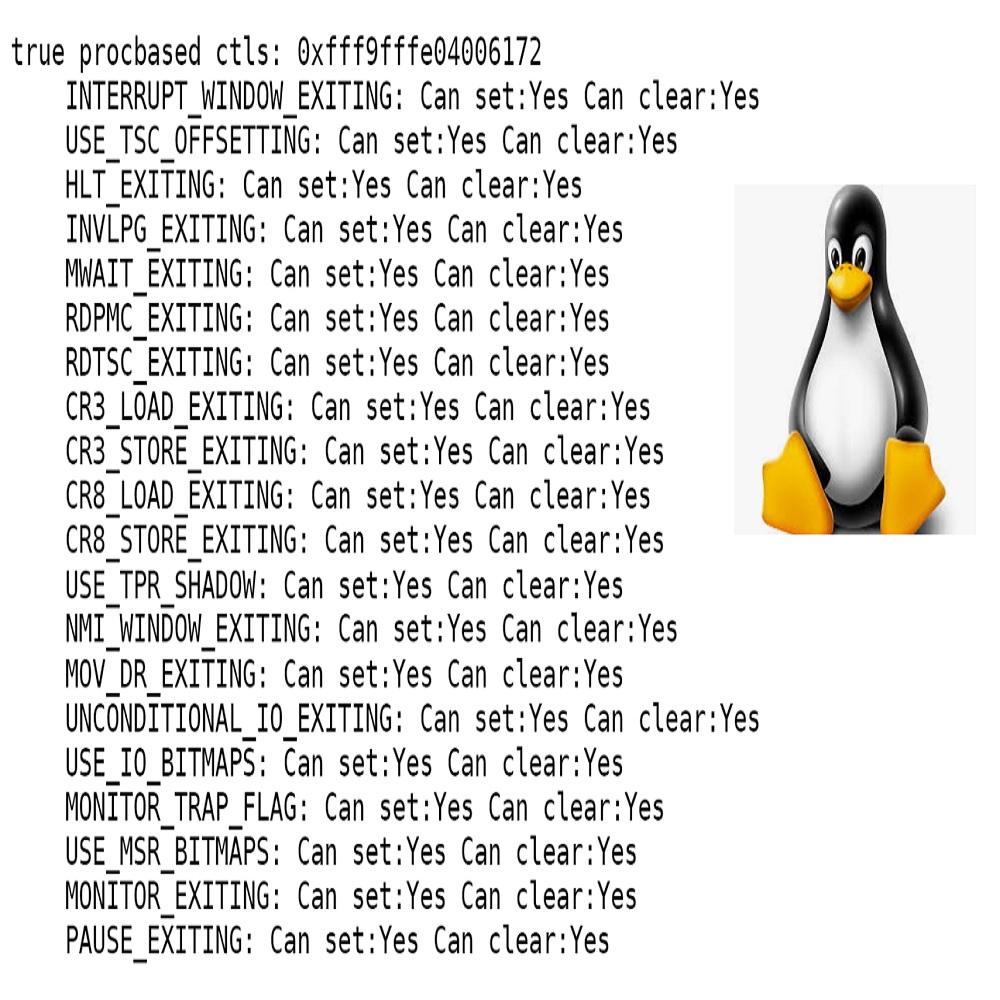 true procbased ctls: 0xfff9fffe04006172
INTERRUPT_WINDOW_EXITING: Can set:Yes Can clear:Yes
USE_TSC_OFFSETTING: Can set:Yes Can clear:Yes
HLT_EXITING: Can set:Yes Can clear:Yes
INVLPG_EXITING: Can set:Yes Can clear:Yes
MWAIT_EXITING: Can set:Yes Can clear:Yes
RDPMC_EXITING: Can set:Yes Can clear:Yes
RDTSC_EXITING: Can set:Yes Can clear:Yes
CR3_LOAD_EXITING: Can set:Yes Can clear:Yes
CR3_STORE_EXITING: Can set:Yes Can clear:Yes
CR8_LOAD_EXITING: Can set:Yes Can clear:Yes
CR8_STORE_EXITING: Can set:Yes Can clear:Yes
USE_TPR_SHADOW: Can set:Yes Can clear:Yes
NMI_WINDOW_EXITING: Can set:Yes Can clear:Yes
MOV_DR_EXITING: Can set:Yes Can clear:Yes
UNCONDITIONAL_IO_EXITING: Can set:Yes Can clear:Yes
USE_IO_BITMAPS: Can set:Yes Can clear:Yes
MONITOR_TRAP_FLAG: Can set:Yes Can clear:Yes
USE_MSR_BITMAPS: Can set:Yes Can clear:Yes
MONITOR_EXITING: Can set:Yes Can clear:Yes
PAUSE_EXITING: Can set:Yes Can clear:Yes